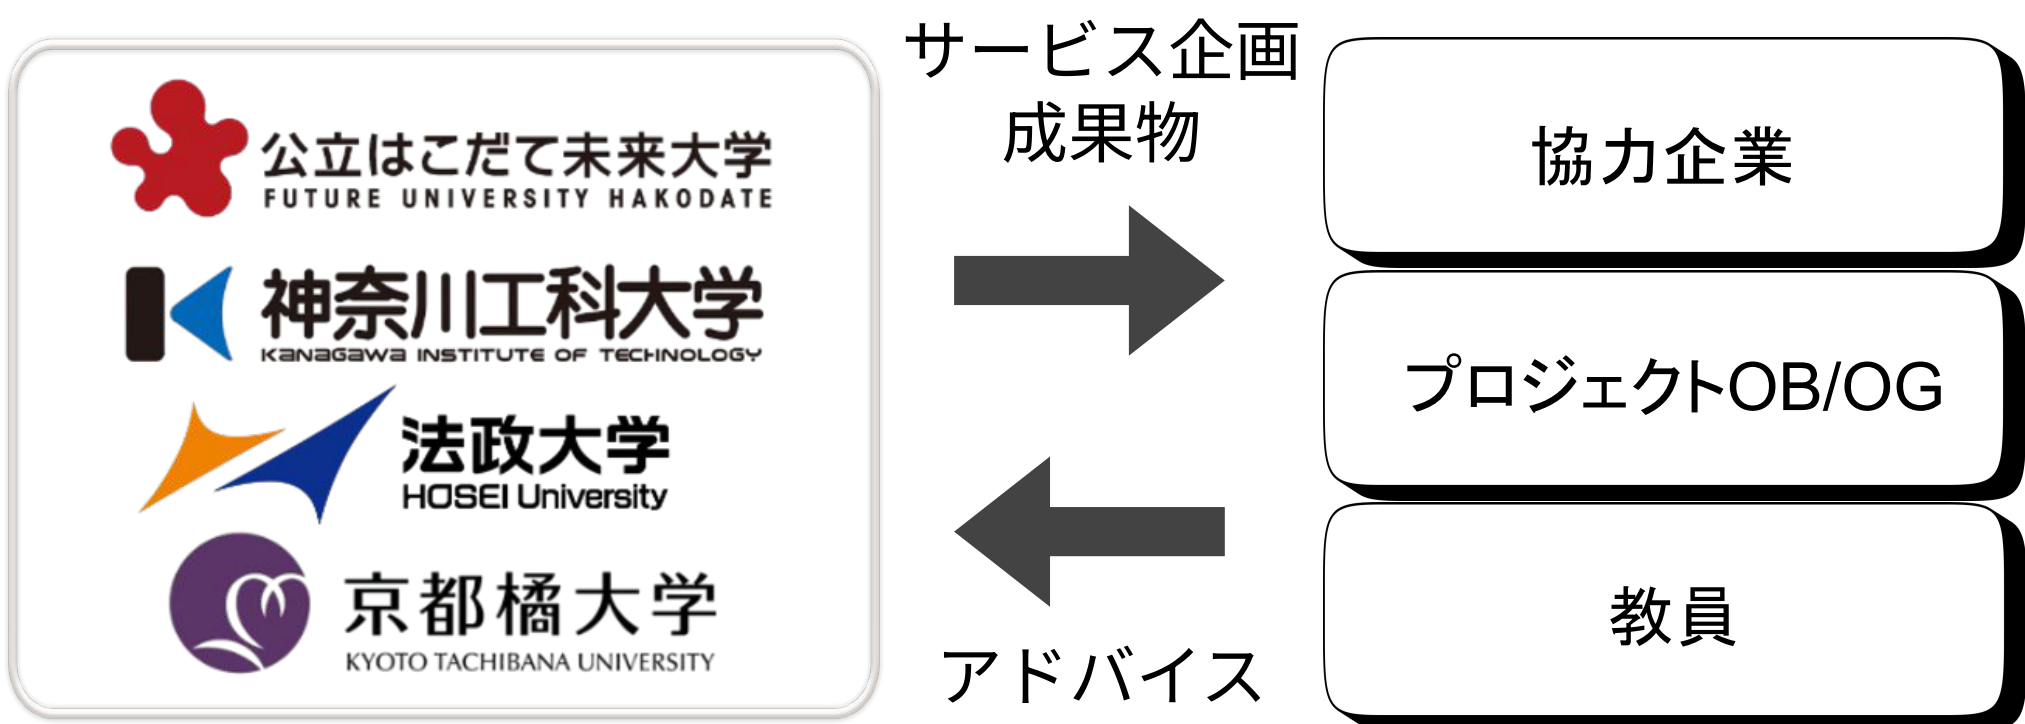 公立はこだて未来大学
FUTURE UNIVERSITY HAKODATE
神奈川工科大学
KANAGAWA INSTITUTE OF TECHNOLOGY
法政大学
HOSEI University
京都橘大学
KYOTO TACHIBANA UNIVERSITY
サービス企画
成果物
アドバイス
協力企業
プロジェクトOB/OG
教員